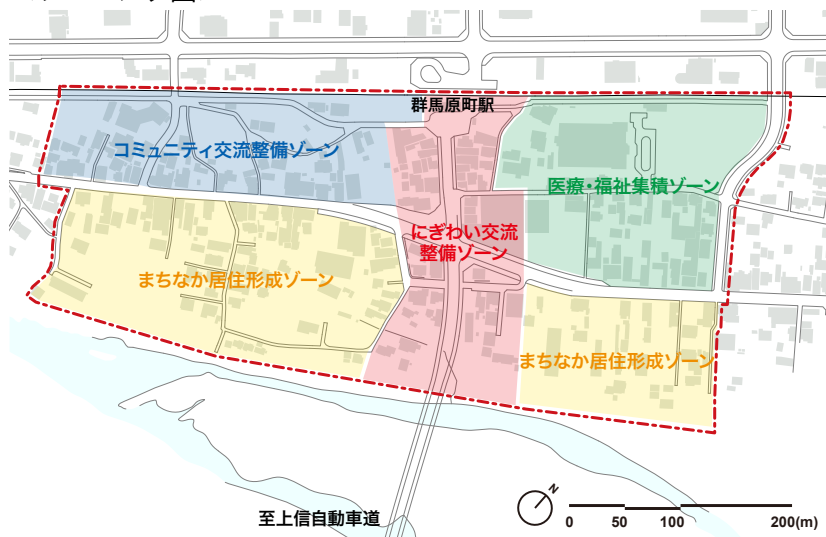 群馬原町駅
コミュニティ交流整備ゾーン
医療・福祉集積ゾーン
にぎわい交流
整備ゾーン
まちなか居住形成ゾーン
まちなか居住形成ゾーン
至上信自動車道
N
0 50 100 200(m)